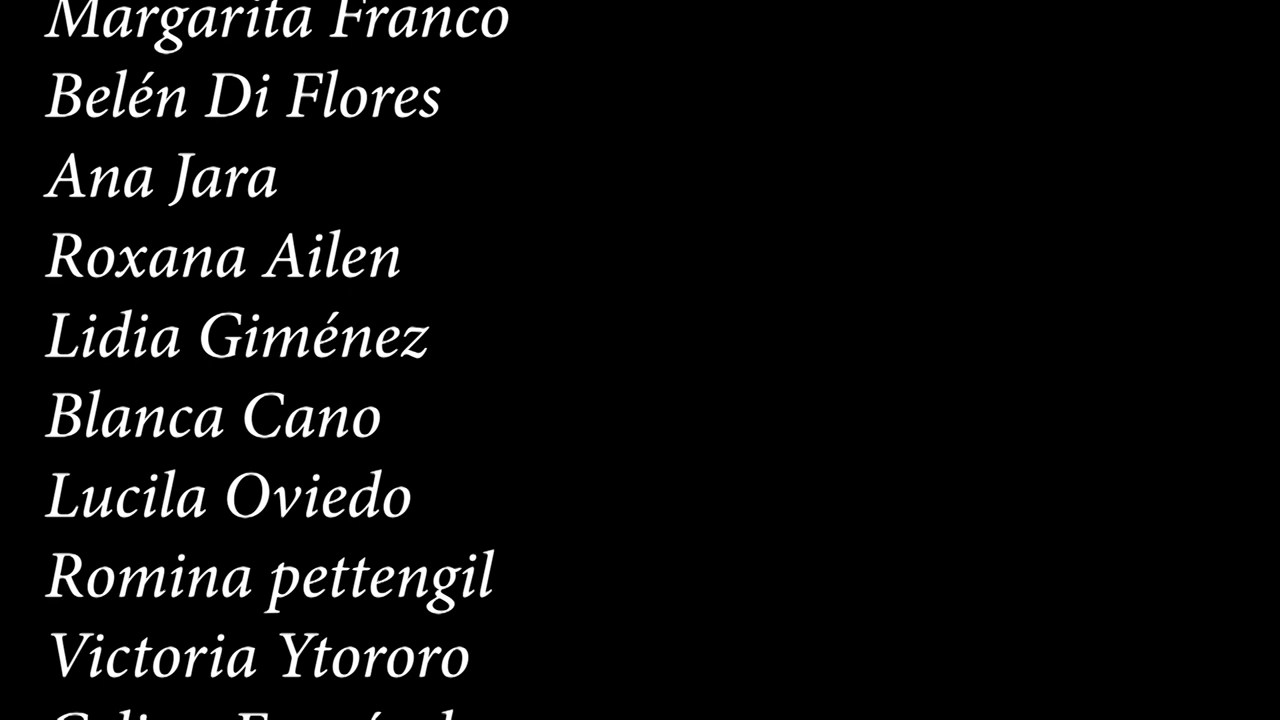 Margarita Franco
Belén Di Flores
Ana Jara
Roxana Ailen
Lidia Giménez
Blanca Cano
Lucila Oviedo
Romina pettengil
Victoria Ytororo